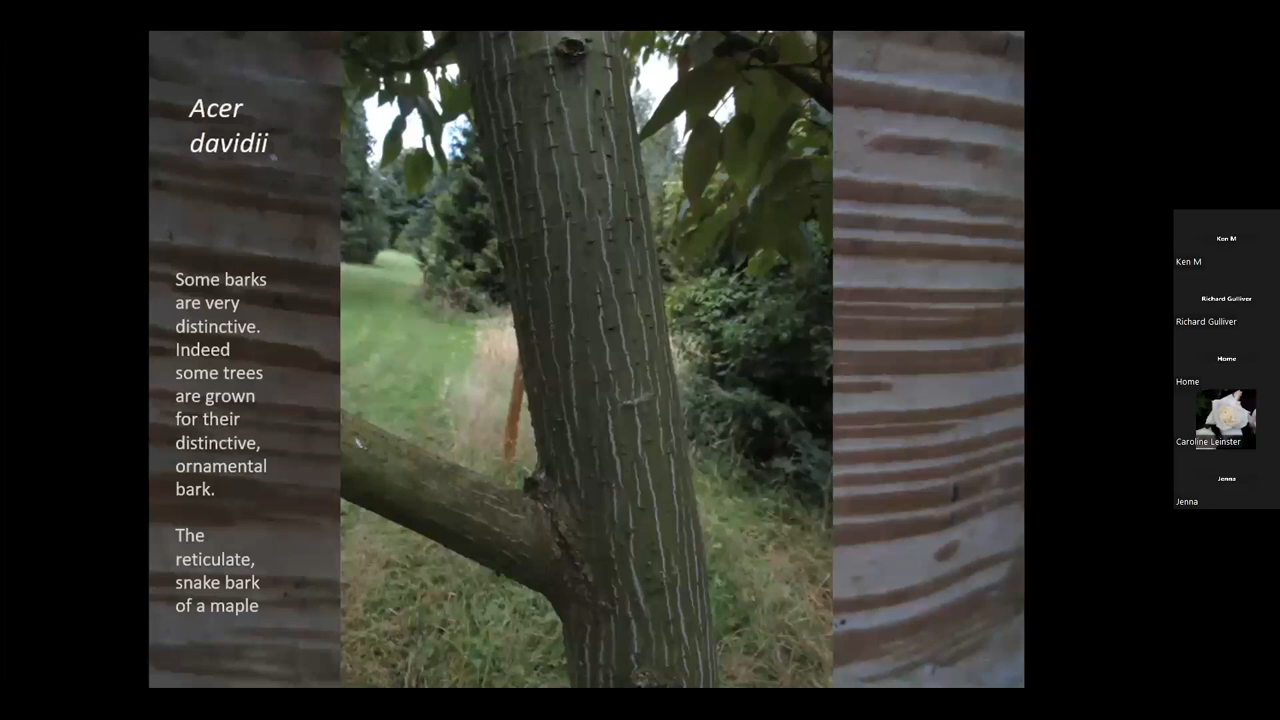 Acer
davidii
Some barks
are very
distinctive.
Indeed
some trees
are grown
for their
distinctive,
ornamental
bark.
The
reticulate,
snake bark
of a maple
Ken M
Ken M
Richard Gulliver
Richard Gulliver
Home
Home
Caroline Leinster
Jenna
Jenna